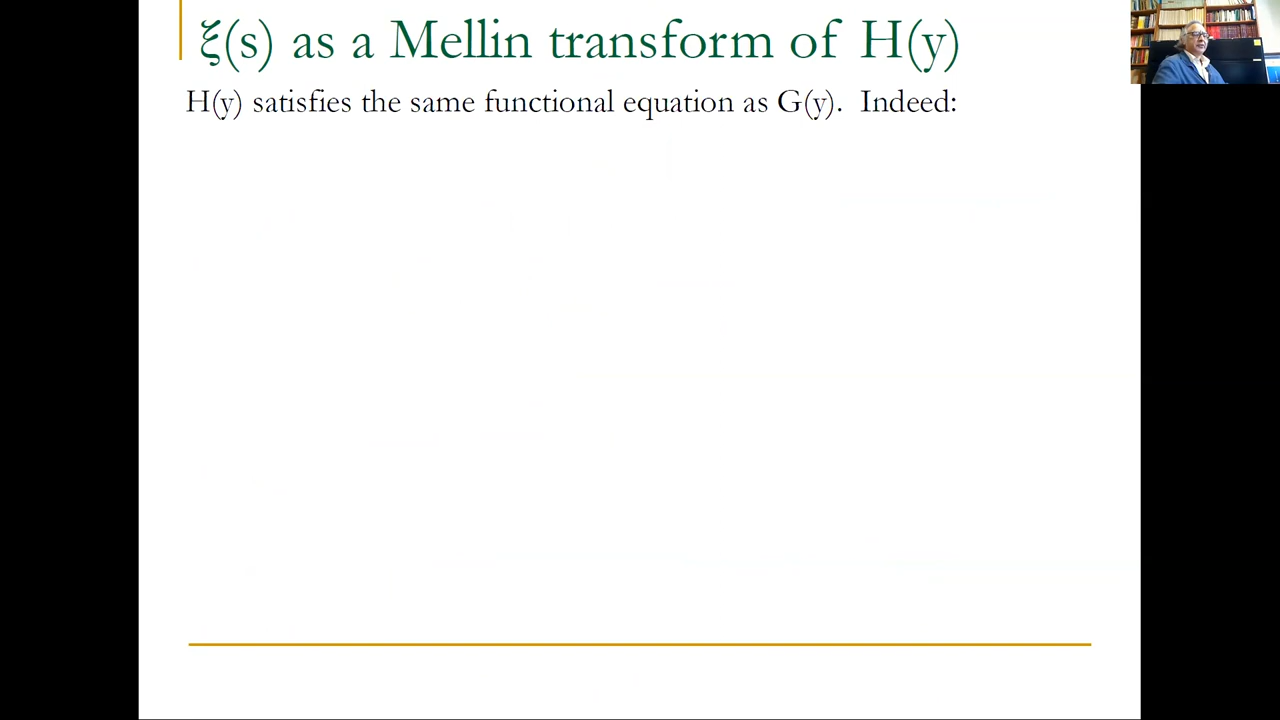 ξ(s) as a Mellin transform of H(y)
H(y) satisfies the same functional equation as G(y). Indeed: